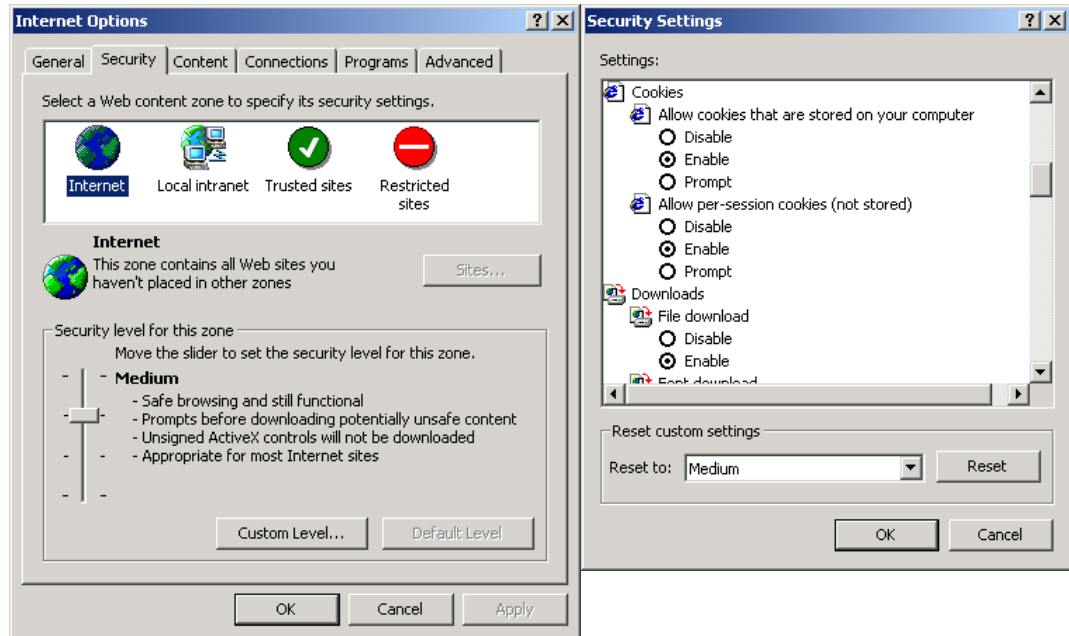 Internet Options
General Security Content Connections Programs Advanced
Select a Web content zone to specify its security settings.
Internet Local intranet Trusted sites Restricted
sites
Internet
This zone contains all Web sites you
haven't placed in other zones
Sites...
Security level for this zone
Move the slider to set the security level for this zone.
Medium
- Safe browsing and still functional
- Prompts before downloading potentially unsafe content
- Unsigned ActiveX controls will not be downloaded
- Appropriate for most Internet sites
Custom Level... Default Level
OK Cancel Apply
Security Settings
Settings:
Cookies
Allow cookies that are stored on your computer
Disable
Enable
Prompt
Allow per-session cookies (not stored)
Disable
Enable
Prompt
Downloads
File download
Disable
Enable
Font download
Reset custom settings
Reset to: Medium Reset
OK Cancel